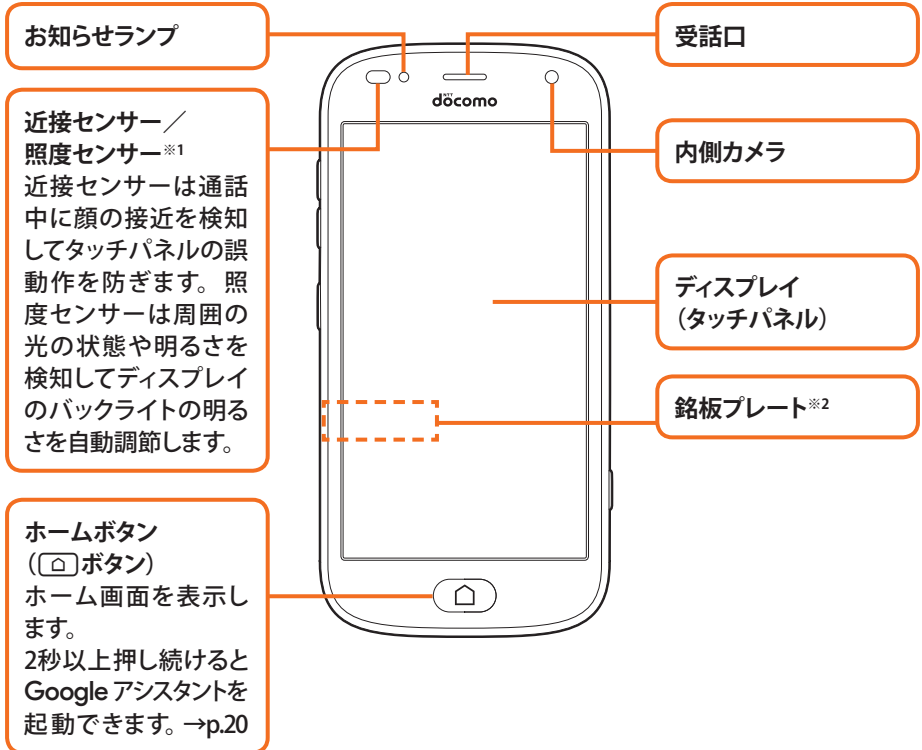 お知らせランプ
近接センサー／
照度センサー※1
近接センサーは通話
中に顔の接近を検知
してタッチパネルの誤
動作を防ぎます。照
度センサーは周囲の
光の状態や明るさを
検知してディスプレイ
のバックライトの明る
さを自動調節します。
ホームボタン
（ボタン）
ホーム画面を表示し
ます。
2秒以上押し続けると
Google アシスタントを
起動できます。→p.20
NTT
docomo
受話口
内側カメラ
ディスプレイ
（タッチパネル）
銘板プレート※2